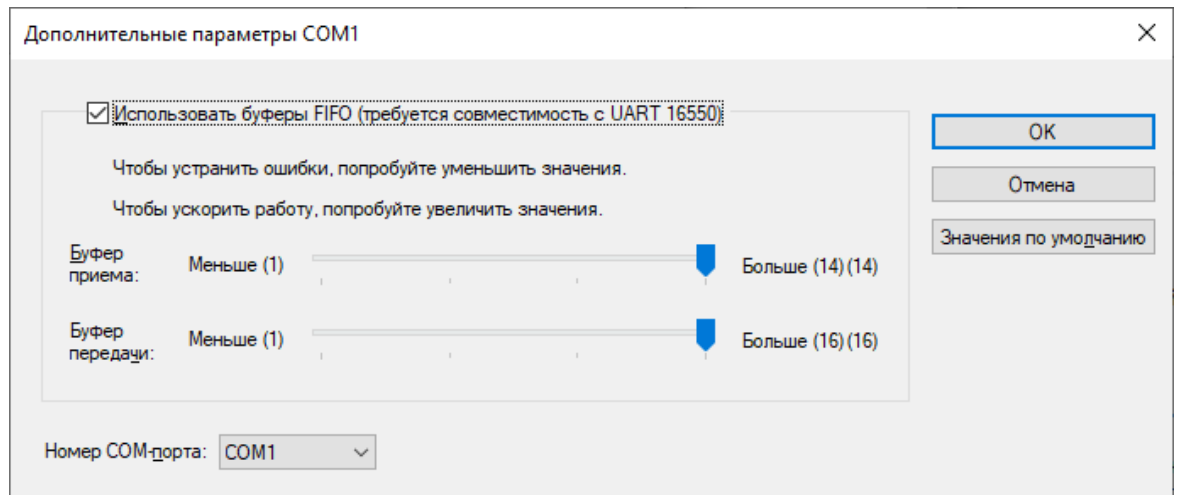 Дополнительные параметры COM1
Использовать буферы FIFO (требуется совместимость с UART 16550)
OK
Чтобы устранить ошибки, попробуйте уменьшить значения.
Отмена
Чтобы ускорить работу, попробуйте увеличить значения.
Значения по умолчанию
Буфер
приема:
Меньше (1)
Больше (14) (14)
Буфер
передачи:
Меньше (1)
Больше (16) (16)
Номер COM-порта:
COM1